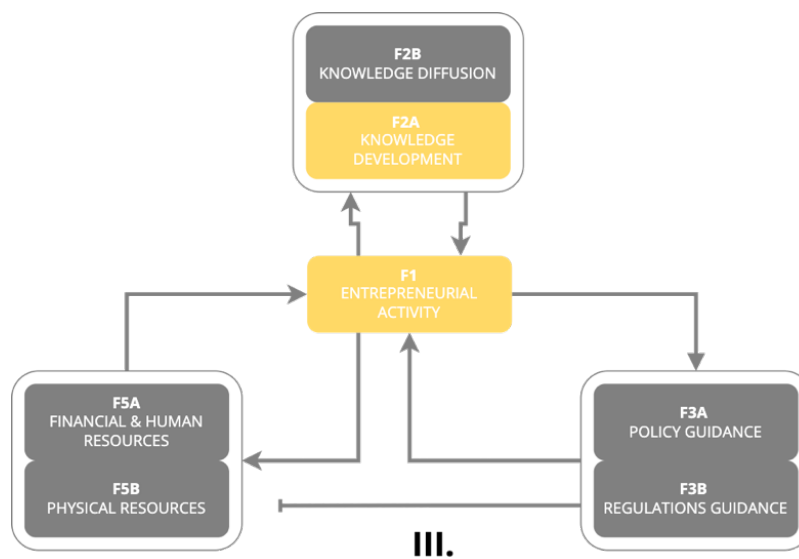 F2B
KNOWLEDGE DIFFUSION
F2A
KNOWLEDGE
DEVELOPMENT
F1
ENTREPRENEURIAL
ACTIVITY
F5A
FINANCIAL & HUMAN
RESOURCES
F5B
PHYSICAL RESOURCES
F3A
POLICY GUIDANCE
F3B
REGULATIONS GUIDANCE
III.